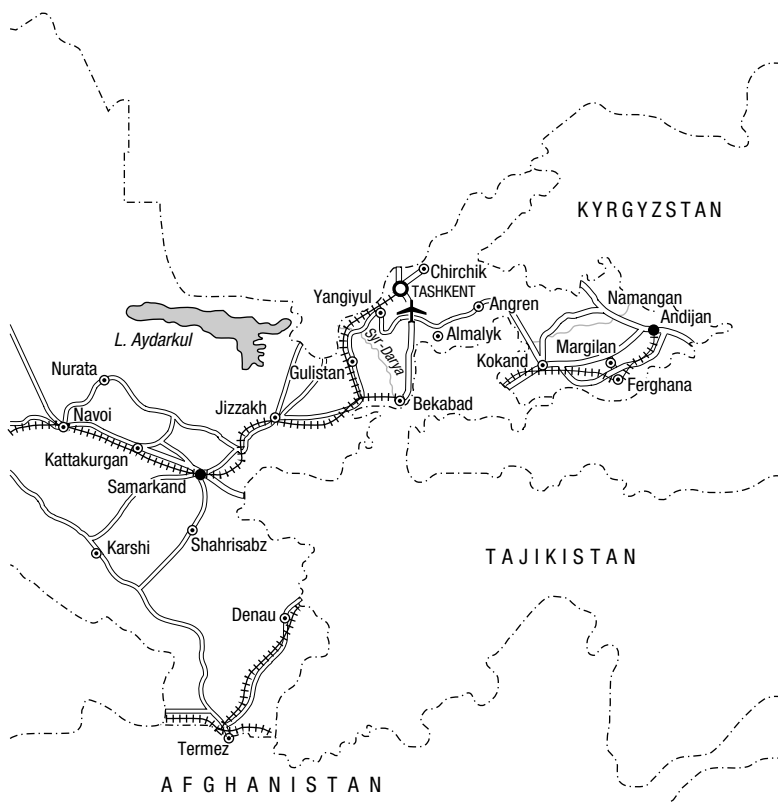 KYRGYZSTAN
Chirchik
TASHKENT
Yangiyul
Angren
Namangan
Andijan
L. Aydarkul
Syr-Darya
Almalyk
Margilan
Kokand
Nurata
Gulistan
Ferghana
Navoi
Jizzakh
Bekabad
Kattakurgan
Samarkand
Karshi
Shahrisabz
TAJIKISTAN
Denau
Termez
AFGHANISTAN